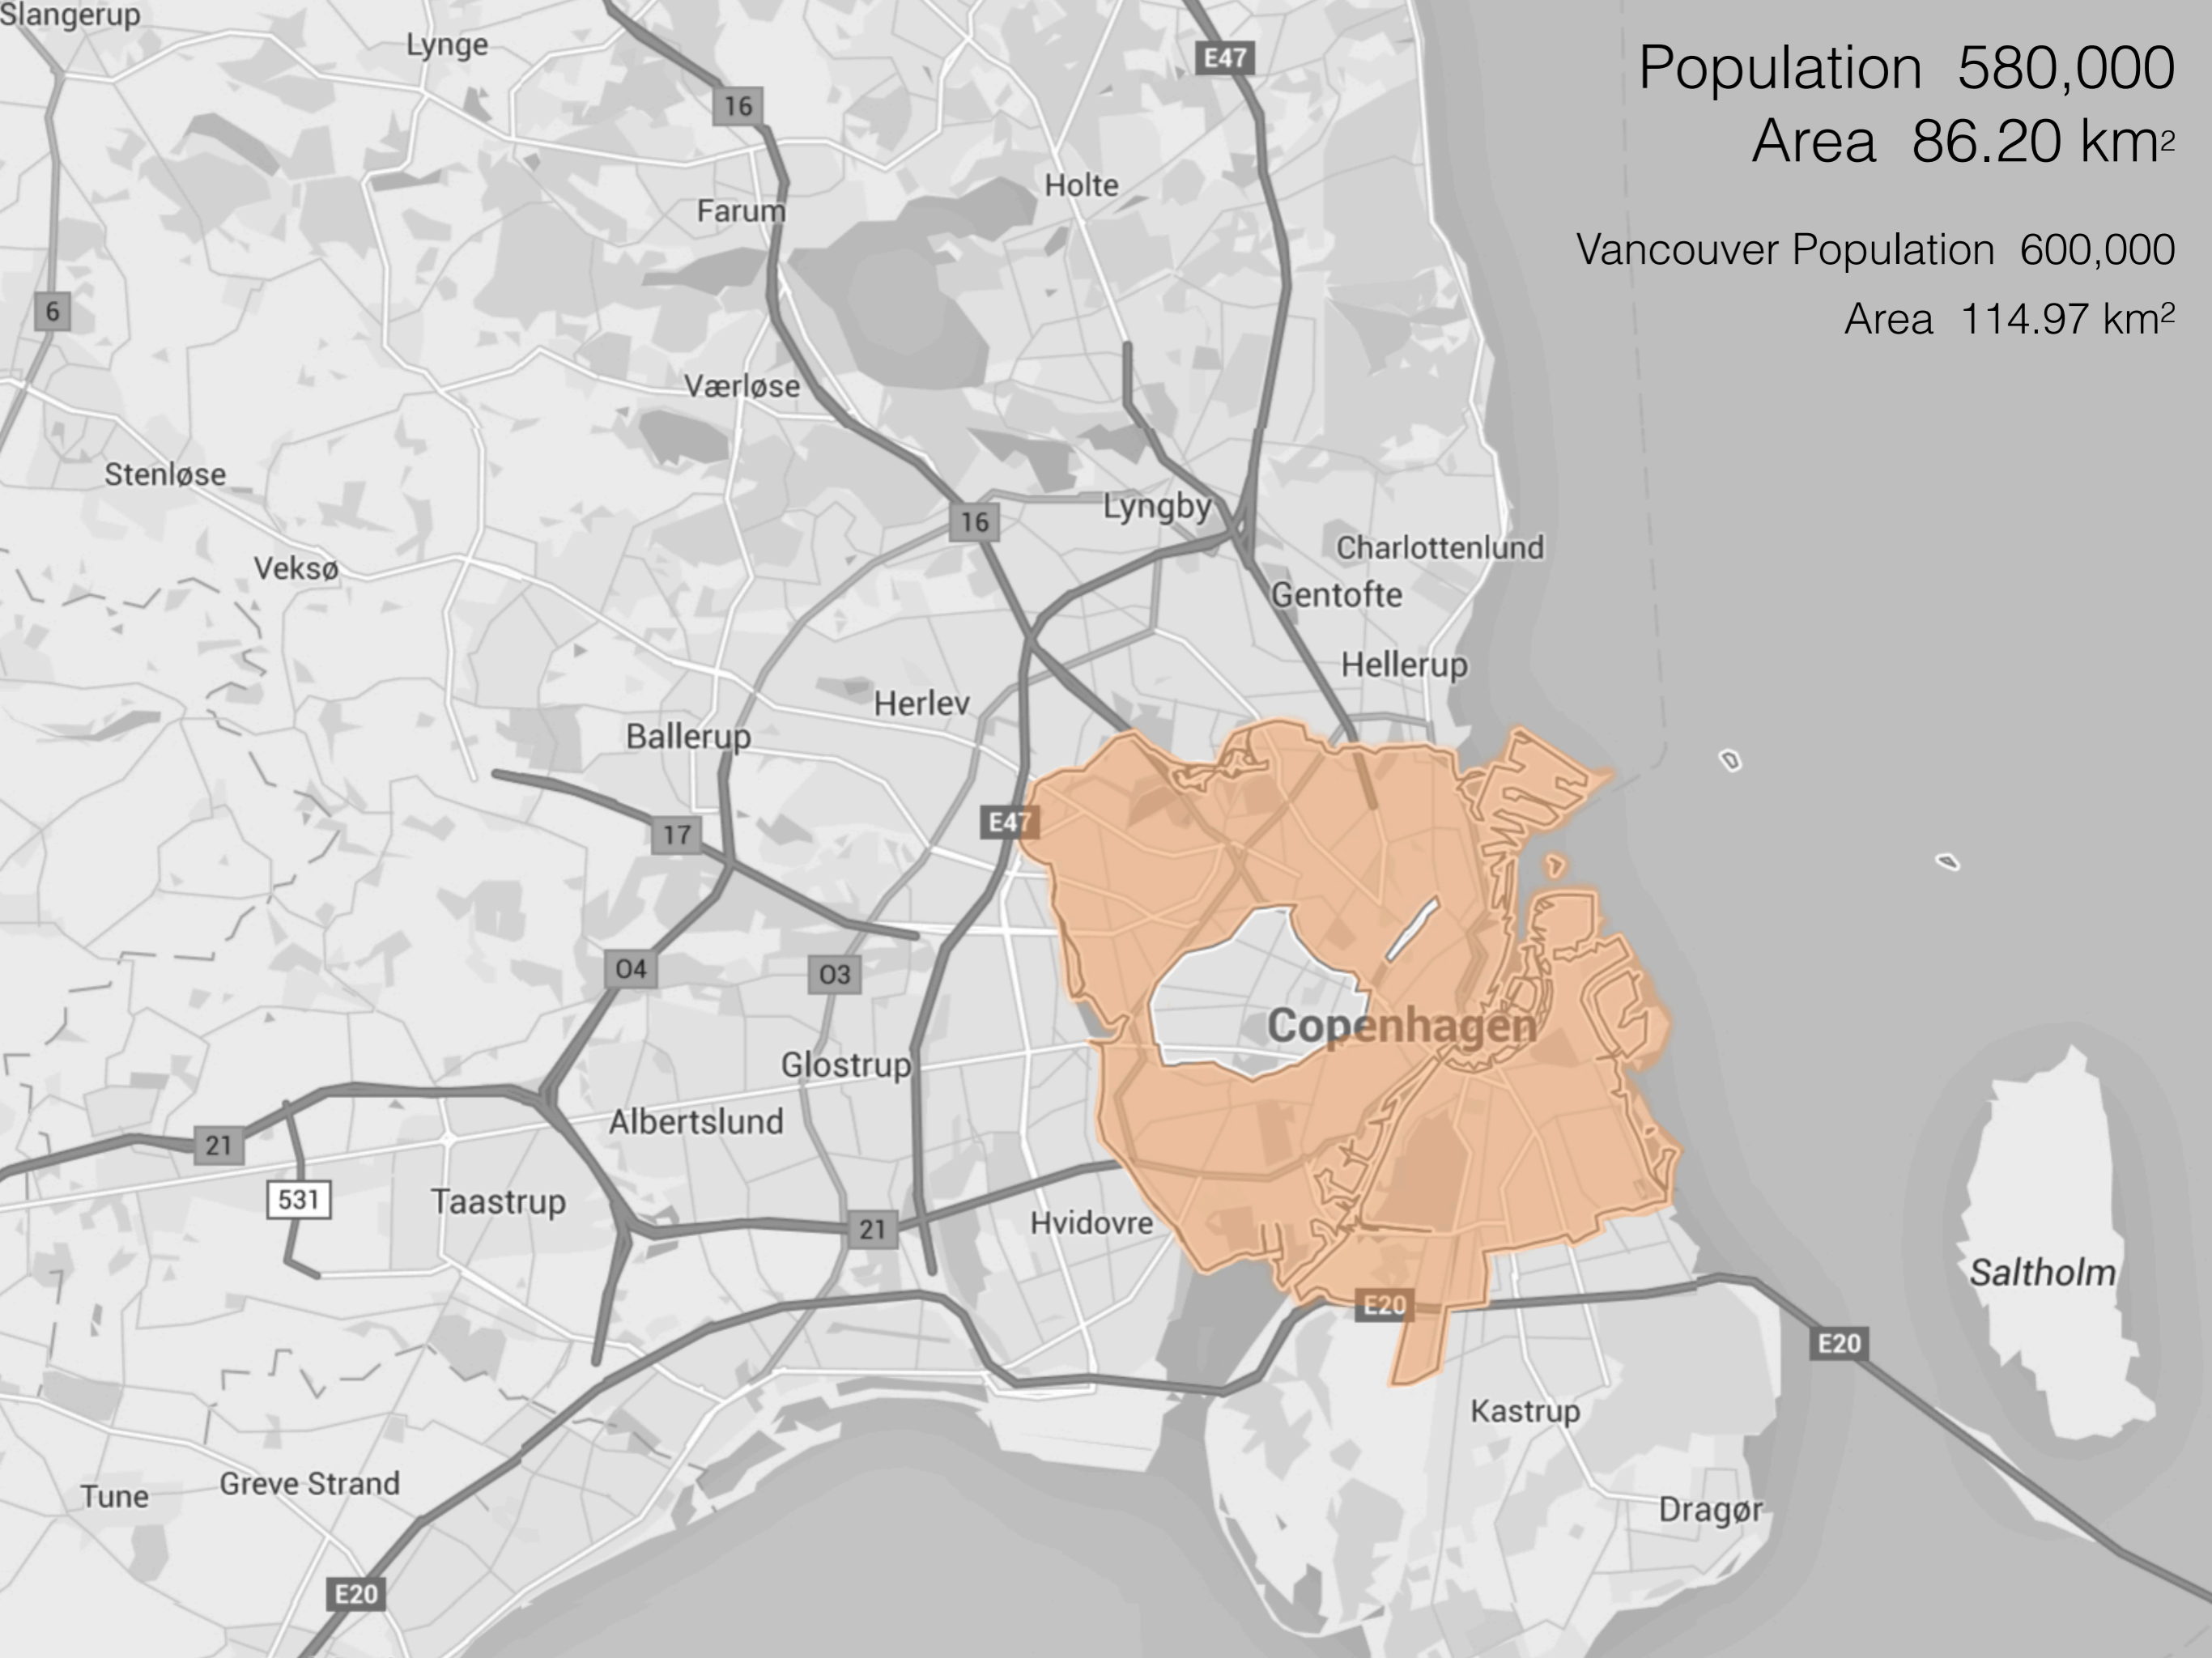 Slangerup
Lynge
E47
Population 580,000
16
Area 86.20 km²
Holte
Farum
Vancouver Population 600,000
6
Area 114.97 km²
Værløse
Stenløse
Lyngby
16
Charlottenlund
Veksø
Gentofte
Hellerup
Herlev
Ballerup
E47
17
O4
O3
Copenhagen
Glostrup
Albertslund
21
531
Taastrup
Hvidovre
21
Saltholm
E20
E20
Kastrup
Greve Strand
Tune
Dragør
E20